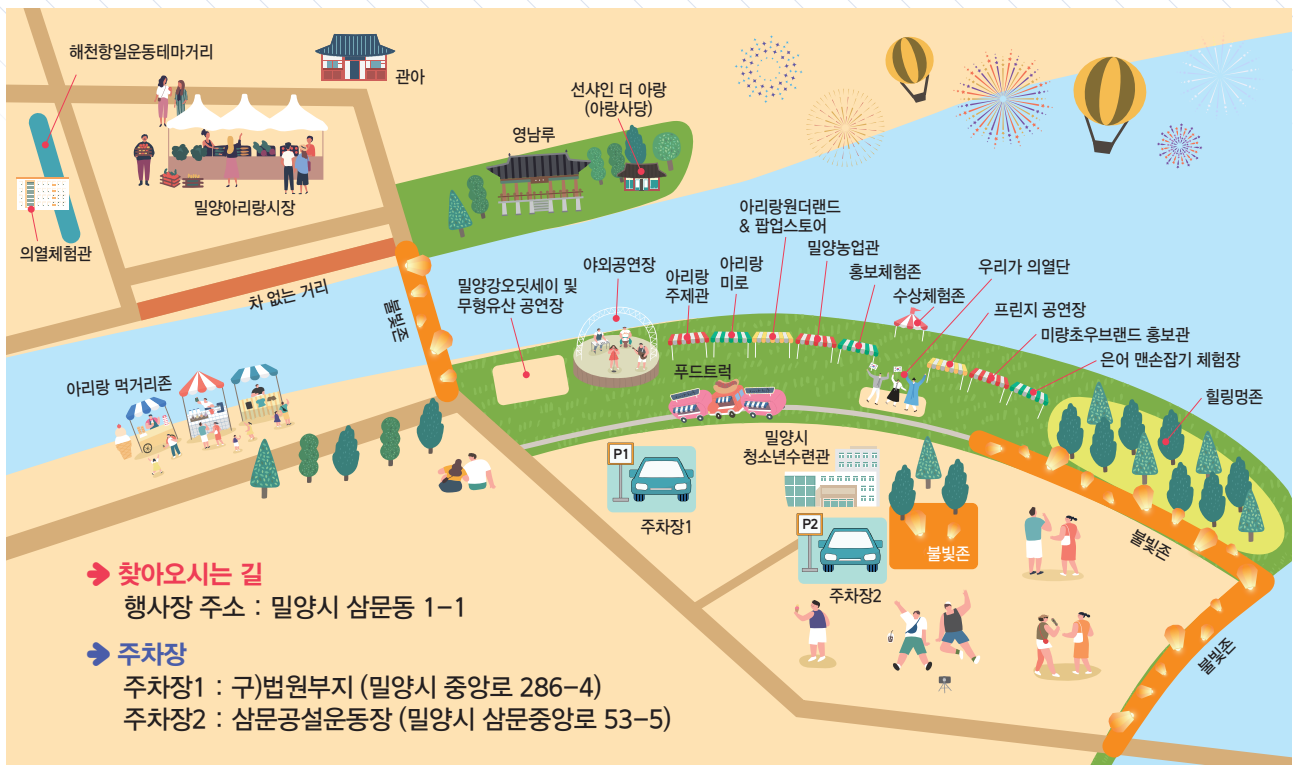 해천항일운동테마거리
관아
선샤인 더 아랑
(아랑사당)
영남루
밀양아리랑시장
의열체험관
차 없는 거리
불빛존
아리랑원더랜드
& 팝업스토어
밀양농업관
홍보체험존
수상체험존
우리가 의열단
프린지 공연장
미량초우브랜드 홍보관
은어 맨손잡기 체험장
힐링멍존
밀양강오딧세이 및
무형유산 공연장
야외공연장
아리랑
주제관
아리랑
미로
아리랑 먹거리존
푸드트럭
밀양시
청소년수련관
P1
주차장1
P2
주차장2
불빛존
불빛존
불빛존
찾아오시는 길
행사장 주소 : 밀양시 삼문동 1-1
주차장
주차장1 : 구)법원부지 (밀양시 중앙로 286-4)
주차장2 : 삼문공설운동장 (밀양시 삼문중앙로 53-5)